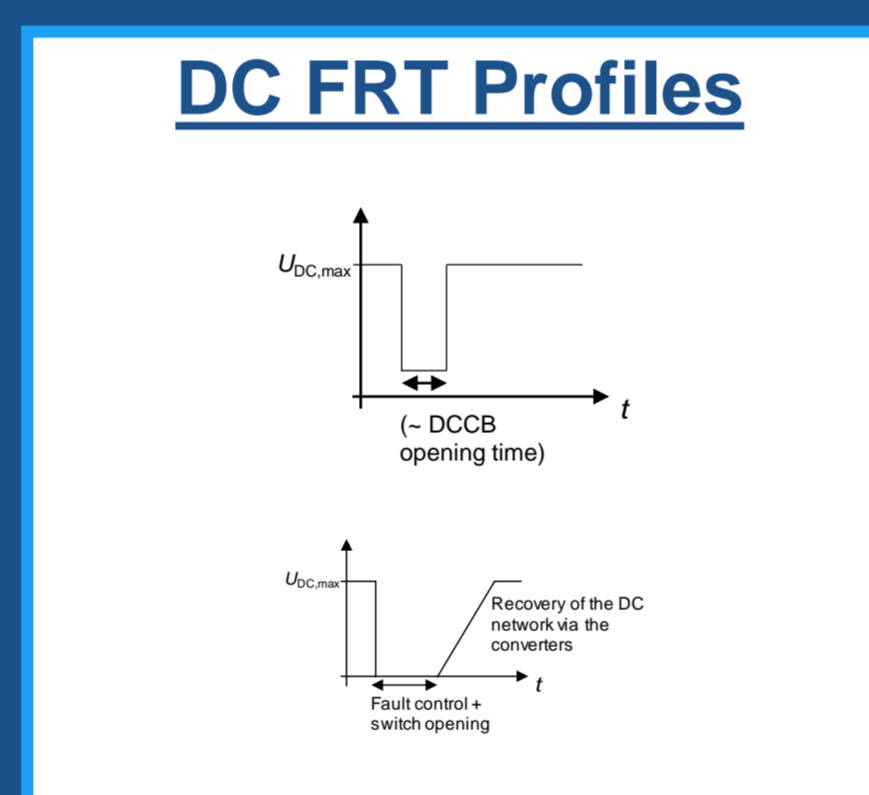 DC FRT Profiles
UDC,max
t
(~ DCCB
opening time)
UDC,max
Recovery of the DC
network via the
converters
t
Fault control +
switch opening